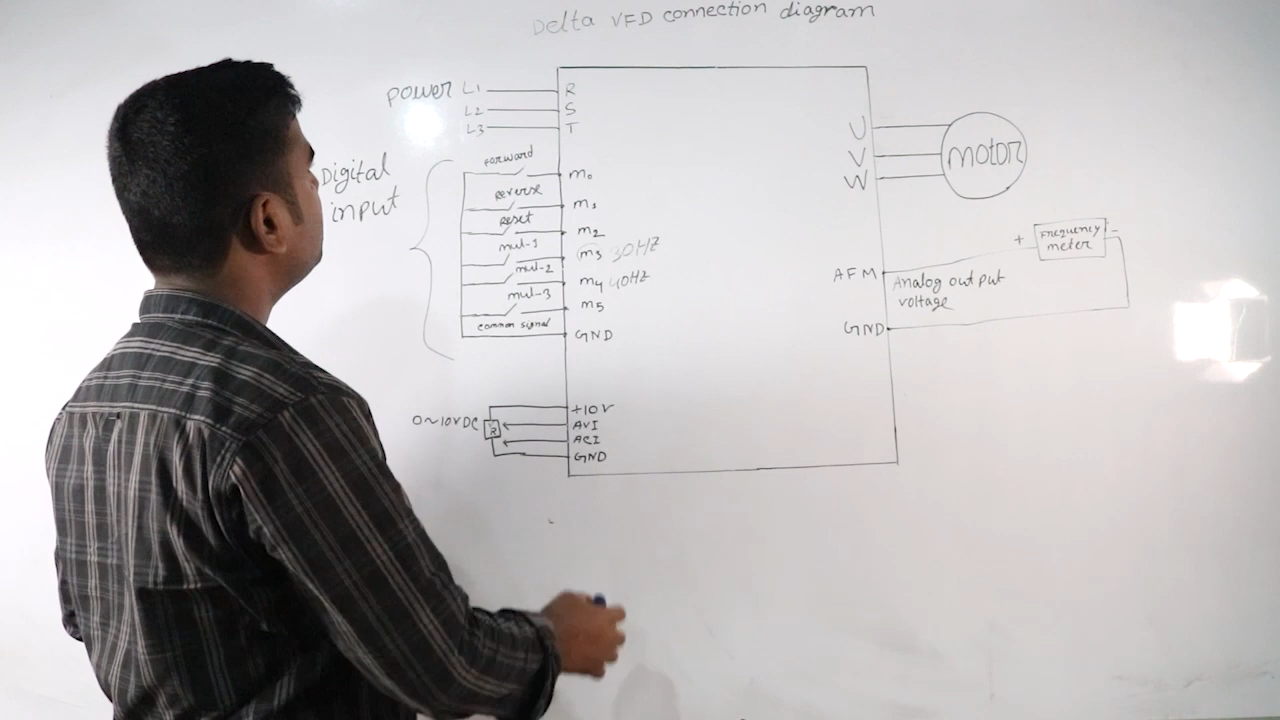 Delta VFD connection diagram
power L1 R
L2 S
L3 T
U
V
W
motor
Digital
input
forward m0
Reverse m1
Reset m2
mul-1 m3 30HZ
mul-2 m4 40HZ
mul-3 m5
common signal GND
+ Frequency -
meter
AFM Analog output
voltage
GND
0~10VDC +10V
VR AVI
ACI
GND